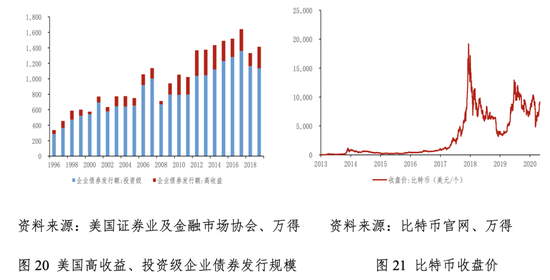 1,800
1,600
1,400
1,200
1,000
800
600
400
200
0
1996 1998 2000 2002 2004 2006 2008 2010 2012 2014 2016 2018
企业债券发行额:投资级 企业债券发行额:高收益
25,000
20,000
15,000
10,000
5,000
0
2013 2014 2015 2016 2017 2018 2019 2020
收盘价:比特币(美元/个)
资料来源：美国证券业及金融市场协会、万得
资料来源：比特币官网、万得
图 20 美国高收益、投资级企业债券发行规模
图 21 比特币收盘价